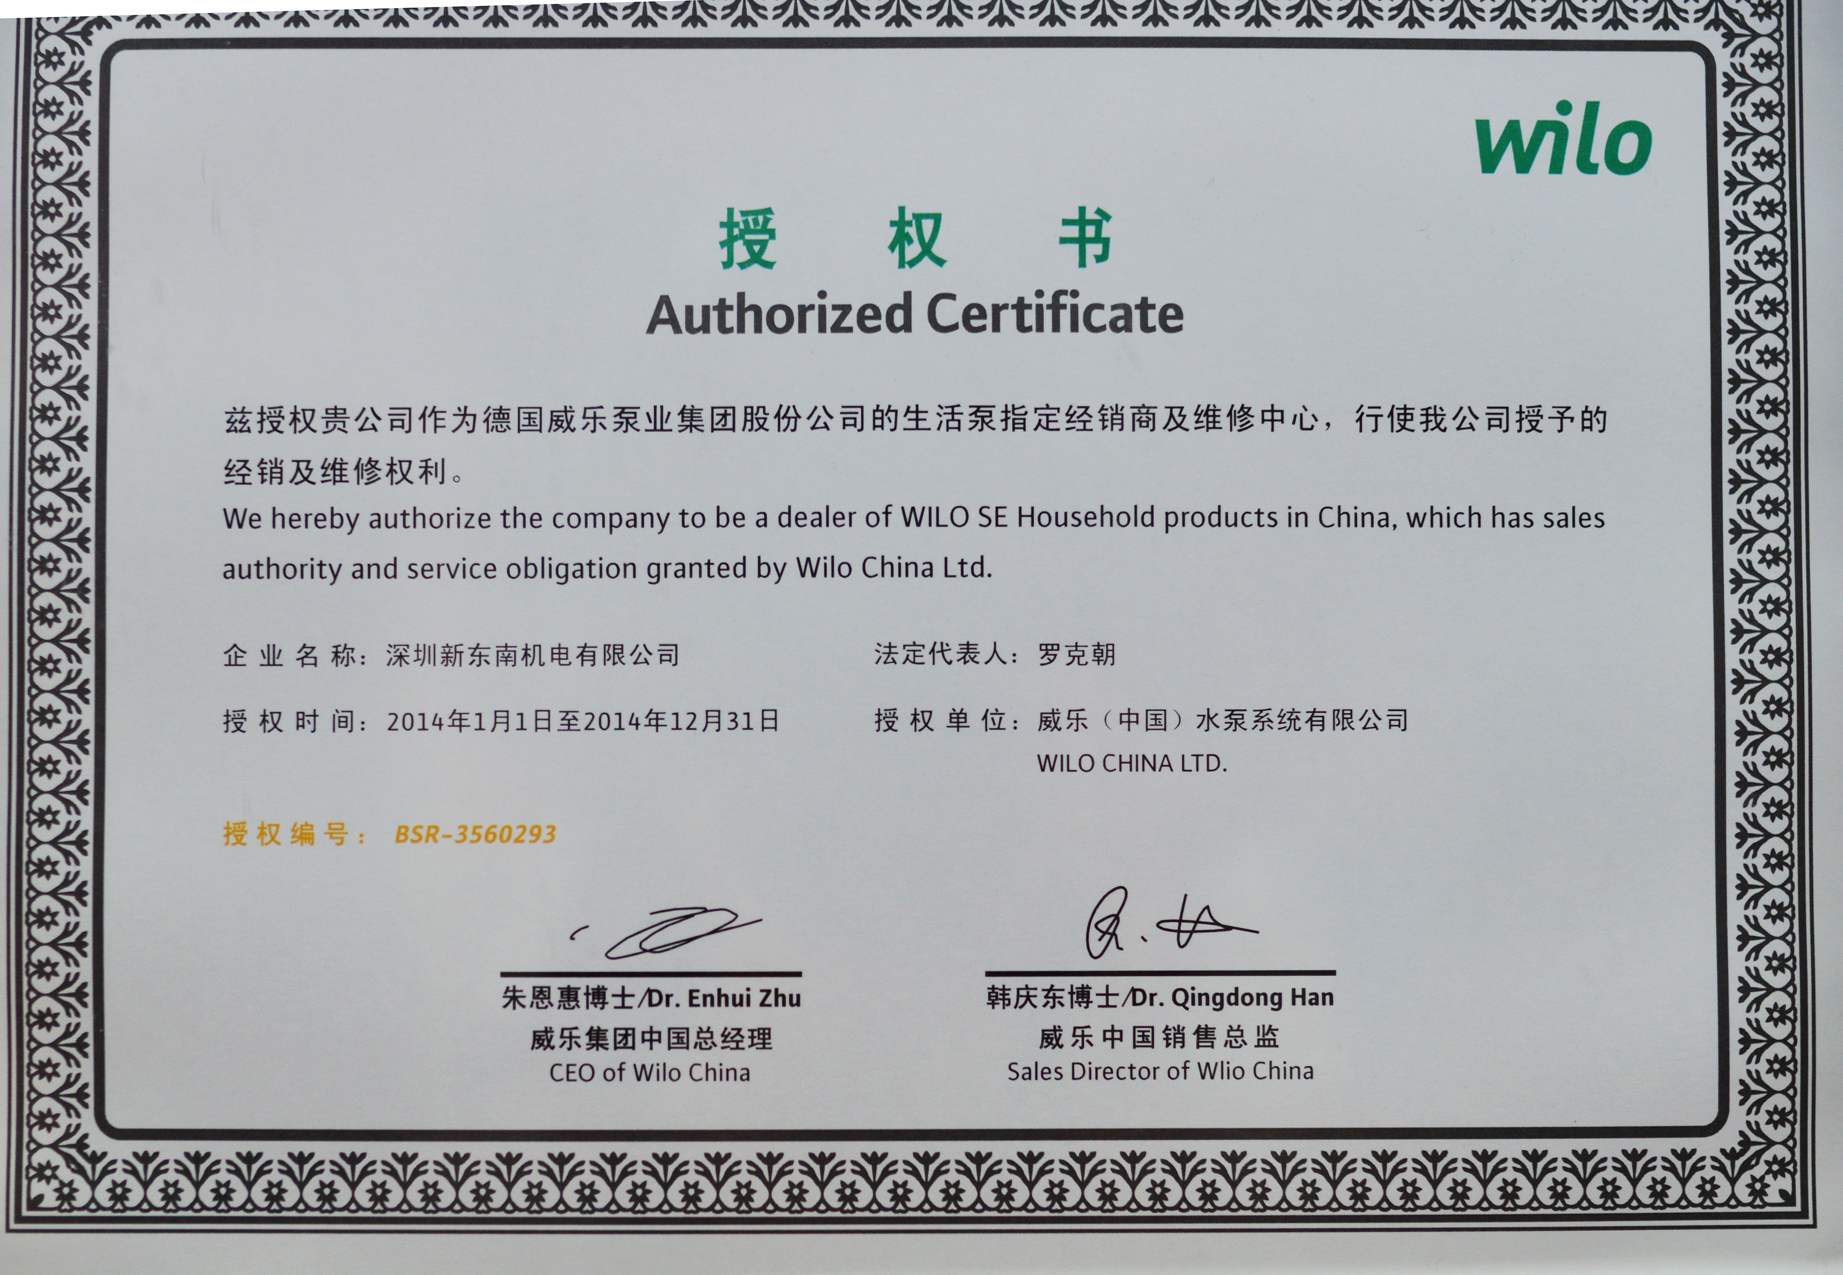 wilo
授 权 书
Authorized Certificate
兹授权贵公司作为德国威乐泵业集团股份公司的生活泵指定经销商及维修中心，行使我公司授予的
经销及维修权利。
We hereby authorize the company to be a dealer of WILO SE Household products in China, which has sales
authority and service obligation granted by Wilo China Ltd.
企 业 名 称：深圳新东南机电有限公司 法定代表人：罗克朝
授 权 时 间：2014年1月1日至2014年12月31日 授 权 单 位：威乐（中国）水泵系统有限公司
WILO CHINA LTD.
授 权 编 号： BSR-3560293
朱恩惠博士/Dr. Enhui Zhu 韩庆东博士/Dr. Qingdong Han
威乐集团中国总经理 威乐中国销售总监
CEO of Wilo China Sales Director of Wlio China